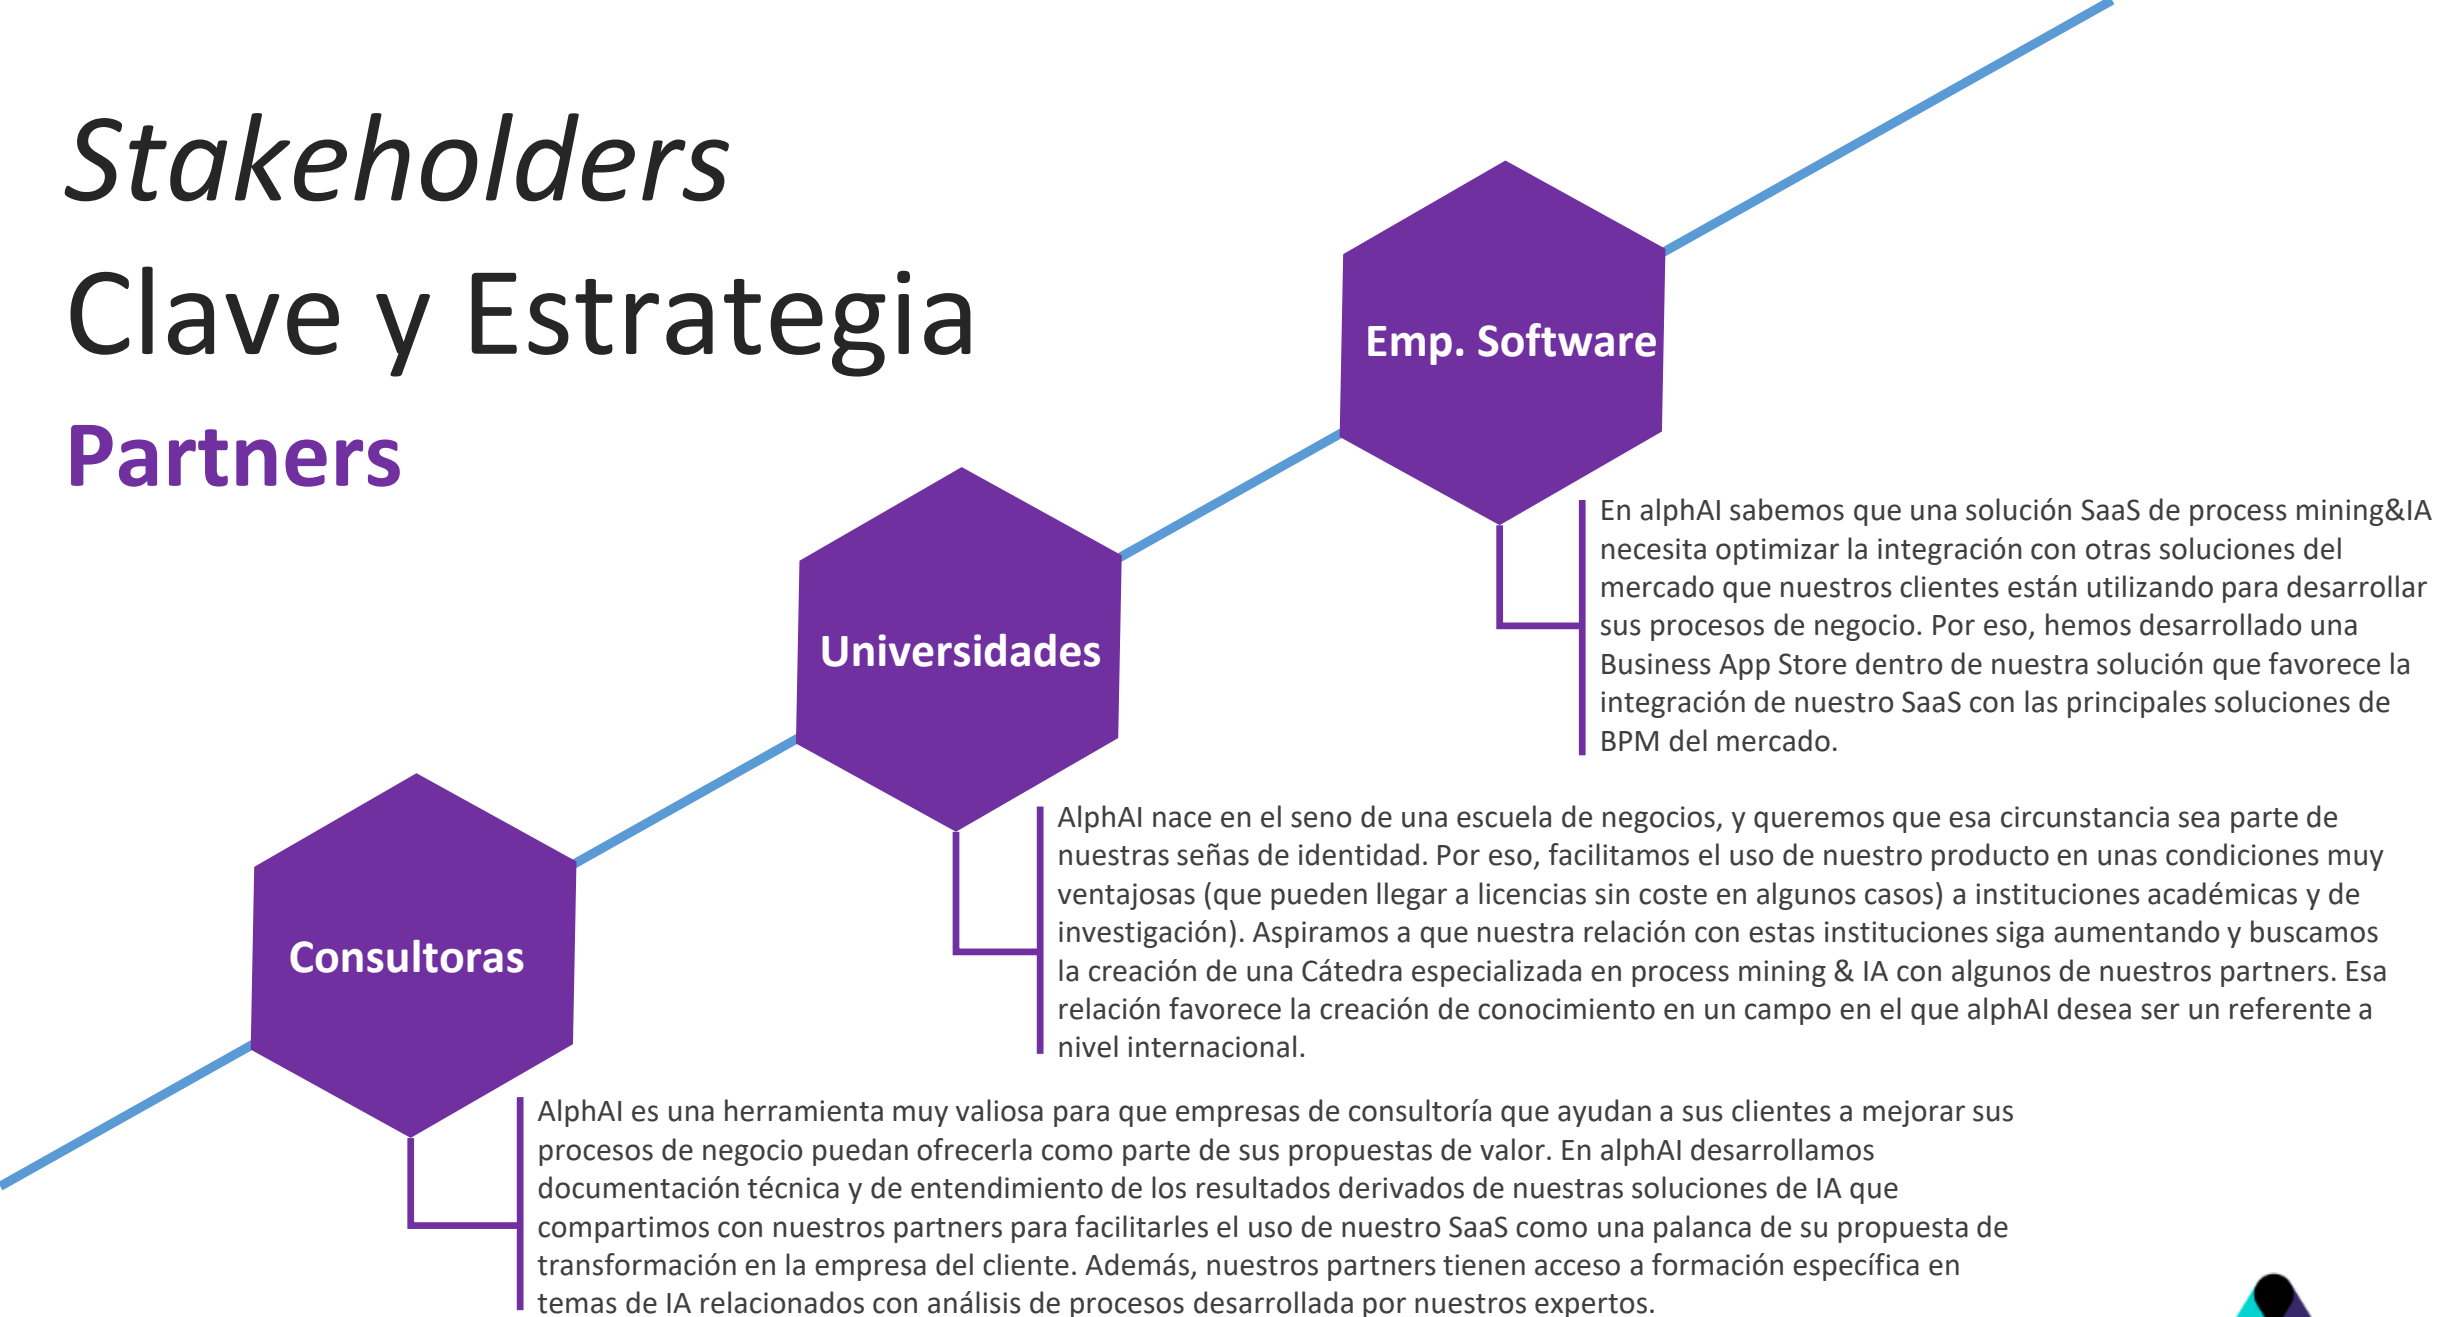 Stakeholders
Clave y Estrategia
Partners
Emp. Software
En alphAI sabemos que una solución SaaS de process mining&IA
necesita optimizar la integración con otras soluciones del
mercado que nuestros clientes están utilizando para desarrollar
sus procesos de negocio. Por eso, hemos desarrollado una
Business App Store dentro de nuestra solución que favorece la
integración de nuestro SaaS con las principales soluciones de
BPM del mercado.
Universidades
AlphAI nace en el seno de una escuela de negocios, y queremos que esa circunstancia sea parte de
nuestras señas de identidad. Por eso, facilitamos el uso de nuestro producto en unas condiciones muy
ventajosas (que pueden llegar a licencias sin coste en algunos casos) a instituciones académicas y de
investigación). Aspiramos a que nuestra relación con estas instituciones siga aumentando y buscamos
la creación de una Cátedra especializada en process mining & IA con algunos de nuestros partners. Esa
relación favorece la creación de conocimiento en un campo en el que alphAI desea ser un referente a
nivel internacional.
Consultoras
AlphAI es una herramienta muy valiosa para que empresas de consultoría que ayudan a sus clientes a mejorar sus
procesos de negocio puedan ofrecerla como parte de sus propuestas de valor. En alphAI desarrollamos
documentación técnica y de entendimiento de los resultados derivados de nuestras soluciones de IA que
compartimos con nuestros partners para facilitarles el uso de nuestro SaaS como una palanca de su propuesta de
transformación en la empresa del cliente. Además, nuestros partners tienen acceso a formación específica en
temas de IA relacionados con análisis de procesos desarrollada por nuestros expertos.